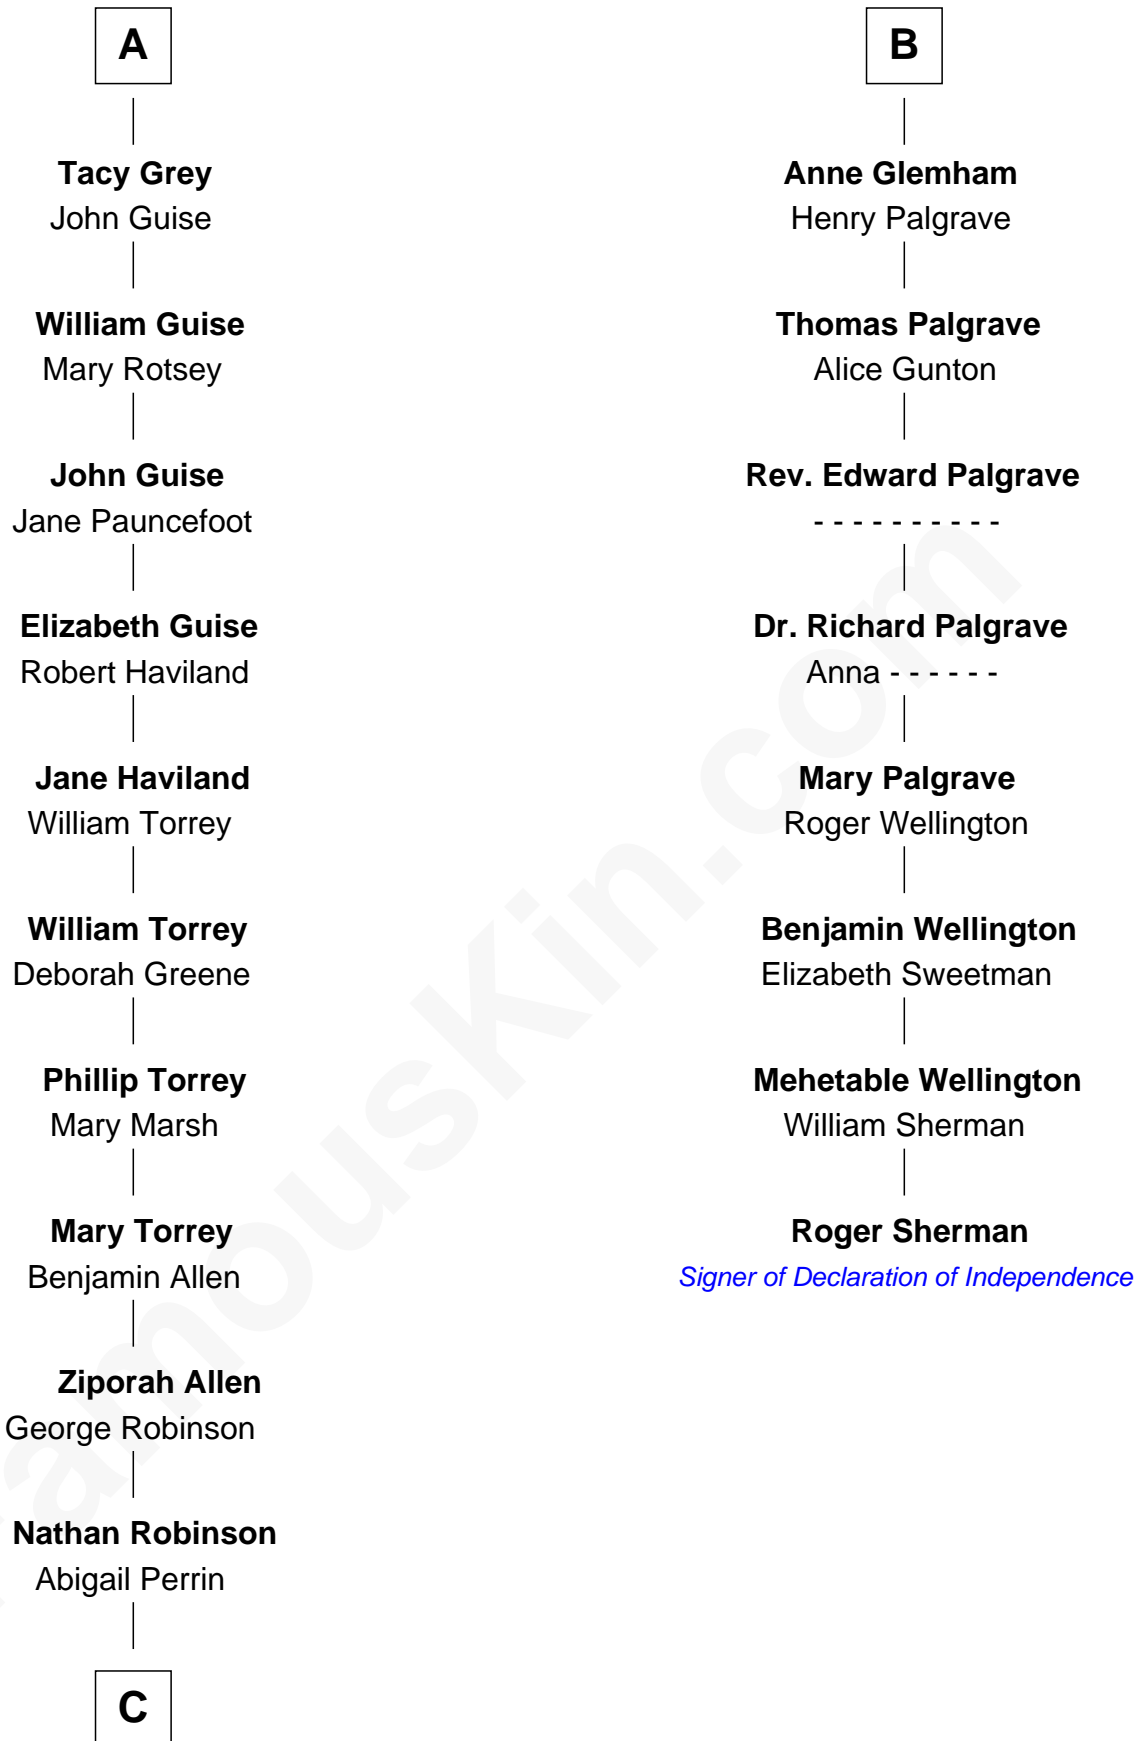 A
Tacy Grey
John Guise
William Guise
Mary Rotsey
John Guise
Jane Pauncefoot
Elizabeth Guise
Robert Haviland
Jane Haviland
William Torrey
William Torrey
Deborah Greene
Phillip Torrey
Mary Marsh
Mary Torrey
Benjamin Allen
Ziporah Allen
George Robinson
Nathan Robinson
Abigail Perrin
C
B
Anne Glemham
Henry Palgrave
Thomas Palgrave
Alice Gunton
Rev. Edward Palgrave
- - - - - - - - - -
Dr. Richard Palgrave
Anna - - - - - -
Mary Palgrave
Roger Wellington
Benjamin Wellington
Elizabeth Sweetman
Mehetable Wellington
William Sherman
Roger Sherman
Signer of Declaration of Independence
FamousKin.com